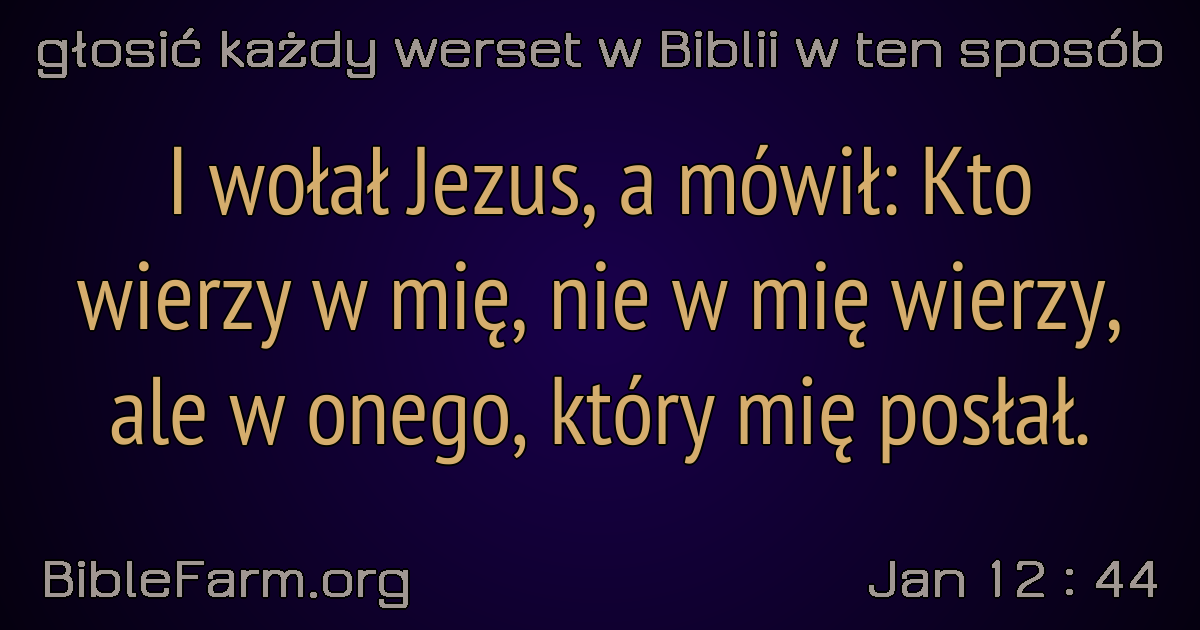 głosić każdy werset w Biblii w ten sposób
I wołał Jezus, a mówił: Kto
wierzy w mię, nie w mię wierzy,
ale w onego, który mię posłał.
BibleFarm.org
Jan 12 : 44